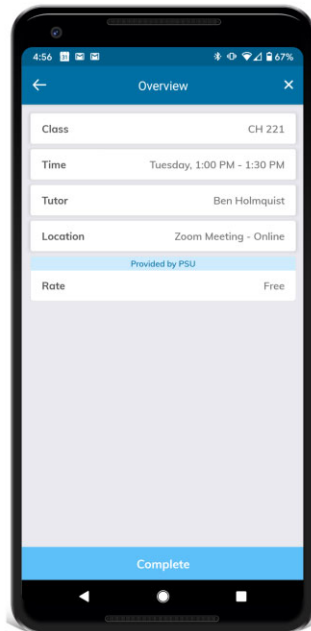 4:56 67%
Overview
Class CH 221
Time Tuesday, 1:00 PM - 1:30 PM
Tutor Ben Holmquist
Location Zoom Meeting - Online
Provided by PSU
Rate Free
Complete